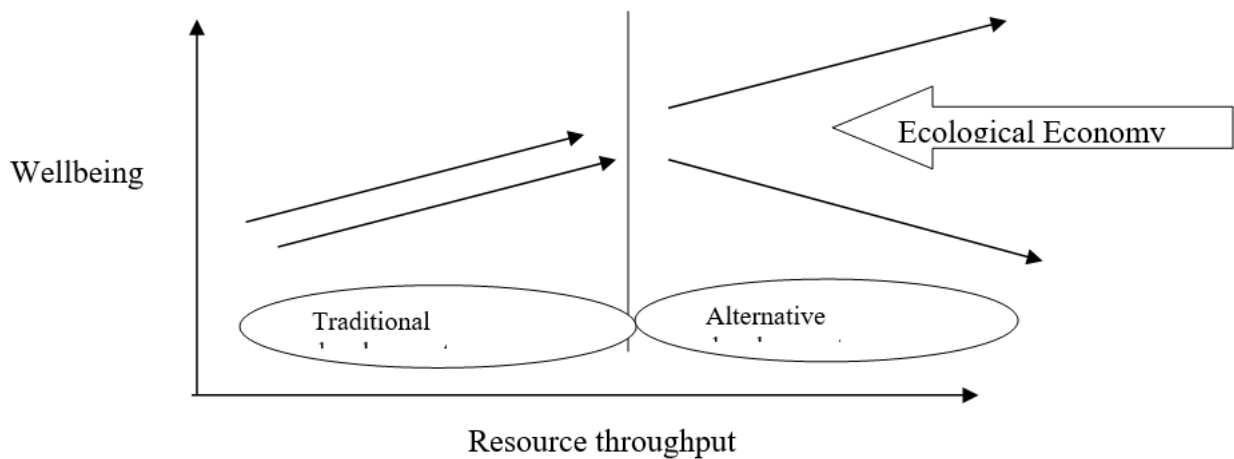 Ecological Economy
Wellbeing
Traditional
Alternative
Resource throughput